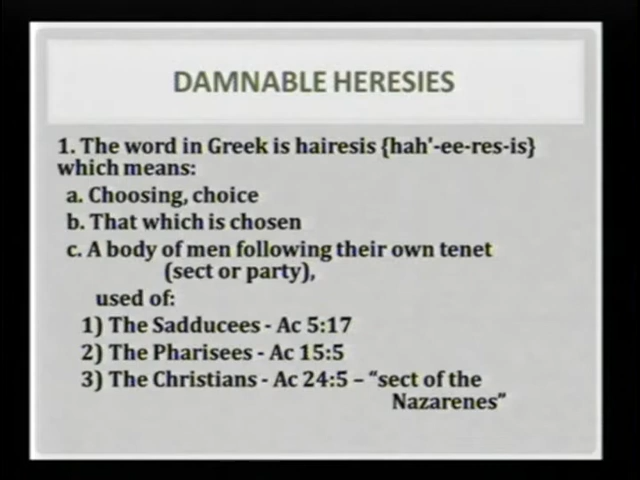 DAMNABLE HERESIES
1. The word in Greek is hairesis {hah'-ee-res-is}
which means:
a. Choosing, choice
b. That which is chosen
c. A body of men following their own tenet
(sect or party),
used of:
1) The Sadducees - Ac 5:17
2) The Pharisees - Ac 15:5
3) The Christians - Ac 24:5 – “sect of the
Nazarenes”